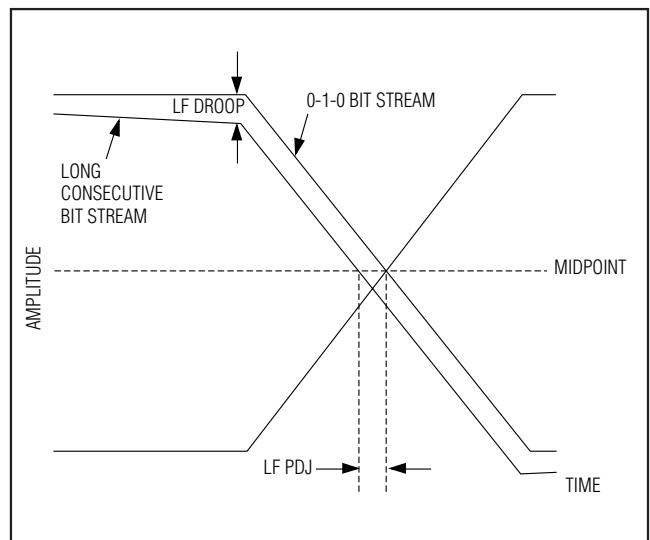 LF DROOP
0-1-0 BIT STREAM
LONG
CONSECUTIVE
BIT STREAM
AMPLITUDE
MIDPOINT
LF PDJ
TIME